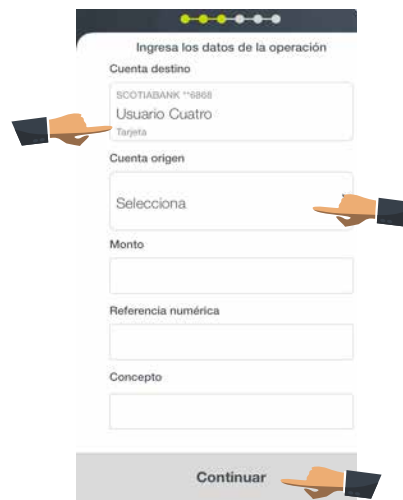 Ingresa los datos de la operación
Cuenta destino
SCOTIABANK **6868
Usuario Cuatro
Tarjeta
Cuenta origen
Selecciona
Monto
Referencia numérica
Concepto
Continuar